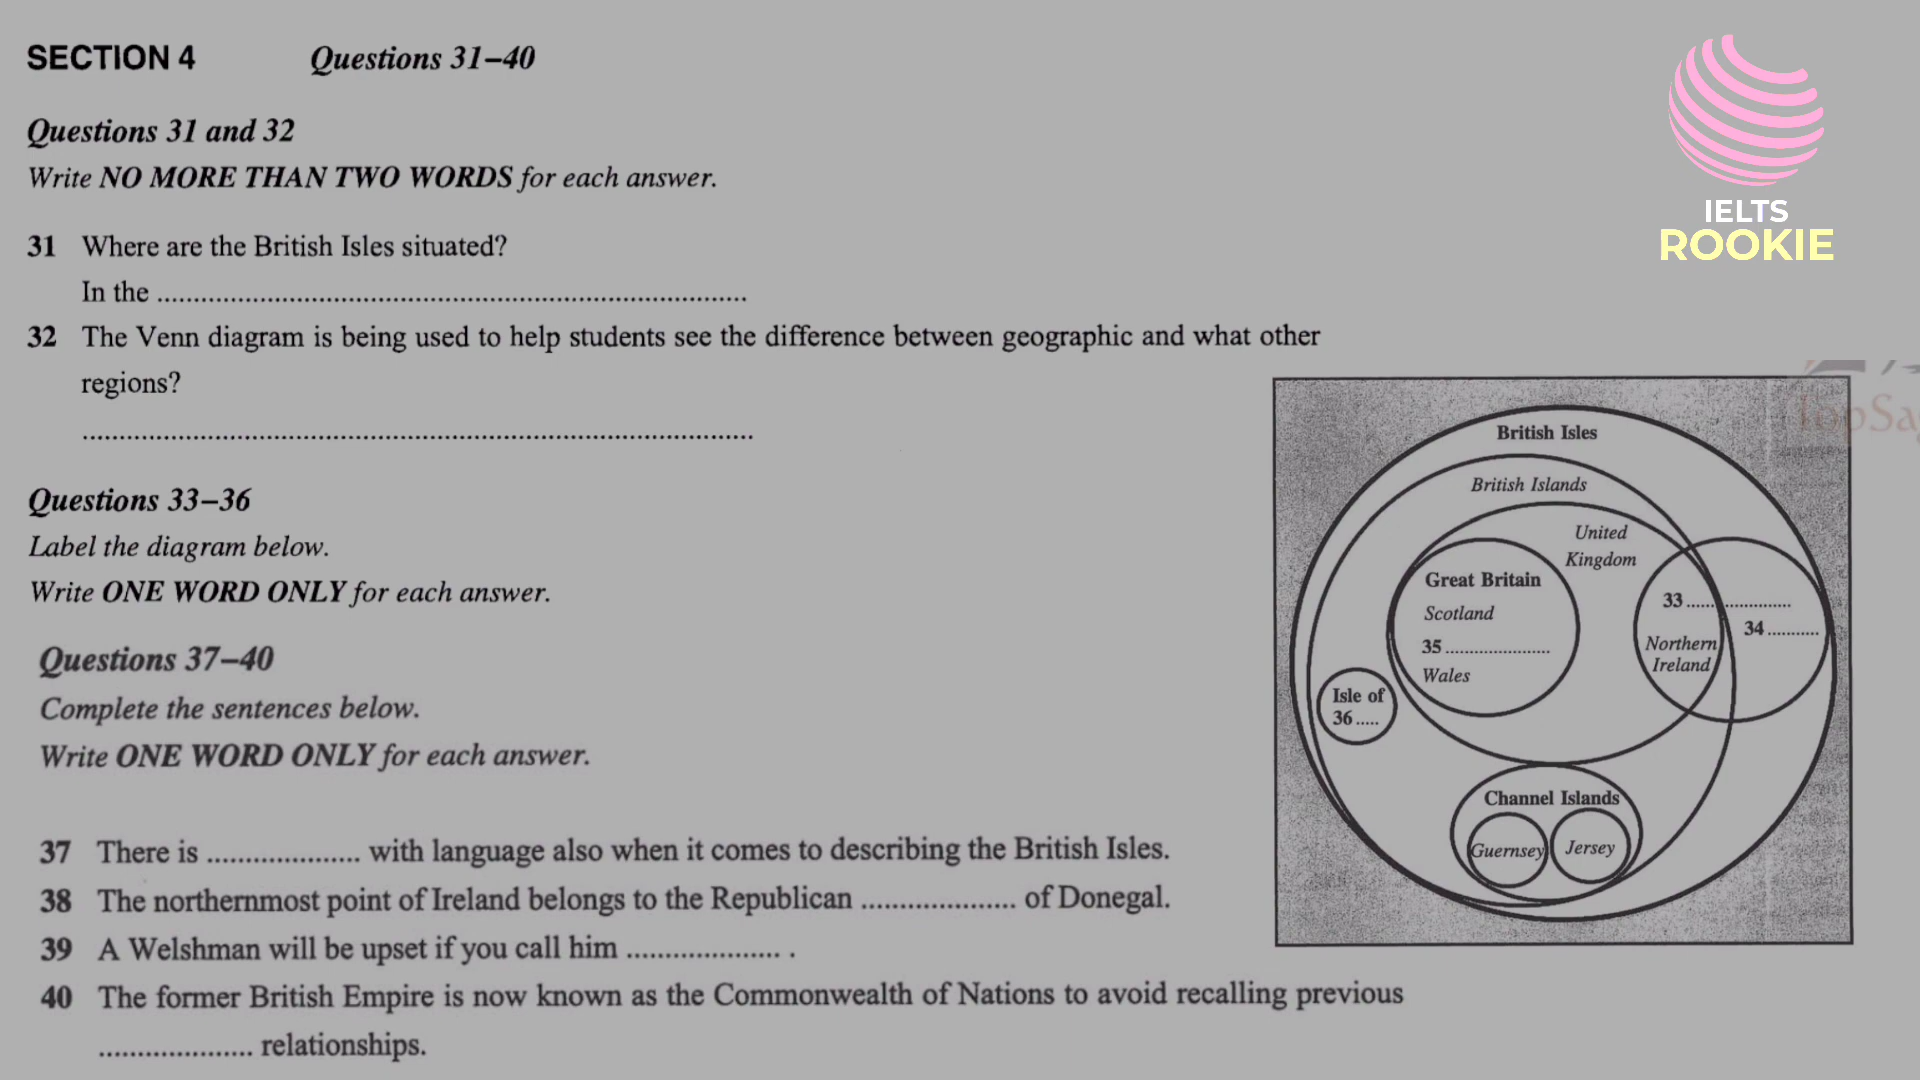 SECTION 4 Questions 31–40
IELTS
ROOKIE
Questions 31 and 32
Write NO MORE THAN TWO WORDS for each answer.
31 Where are the British Isles situated?
In the ................................................................................
32 The Venn diagram is being used to help students see the difference between geographic and what other
regions?
...........................................................................................
Questions 33–36
Label the diagram below.
Write ONE WORD ONLY for each answer.
British Isles
British Islands
United
Kingdom
Great Britain
Scotland
35 ......................
Wales
33 ......................
34 ...........
Northern
Ireland
Isle of
36 .....
Channel Islands
Guernsey
Jersey
Questions 37–40
Complete the sentences below.
Write ONE WORD ONLY for each answer.
37 There is .................... with language also when it comes to describing the British Isles.
38 The northernmost point of Ireland belongs to the Republican .................... of Donegal.
39 A Welshman will be upset if you call him .................... .
40 The former British Empire is now known as the Commonwealth of Nations to avoid recalling previous
.................... relationships.